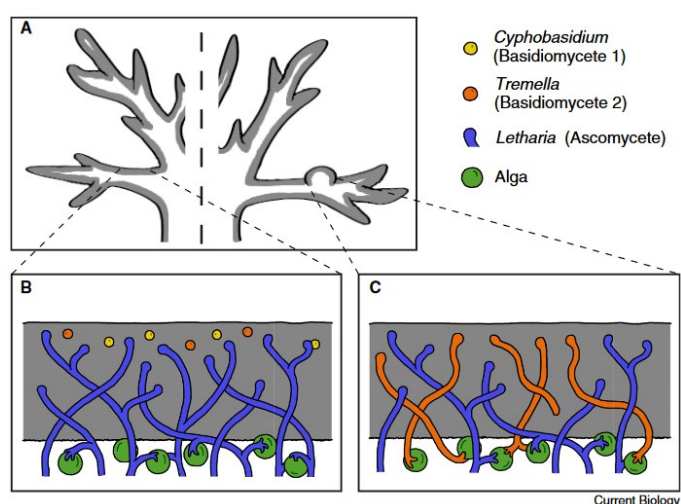 A
Cyphobasidium
(Basidiomycete 1)
Tremella
(Basidiomycete 2)
Letharia (Ascomycete)
Alga
B
C
Current Biology